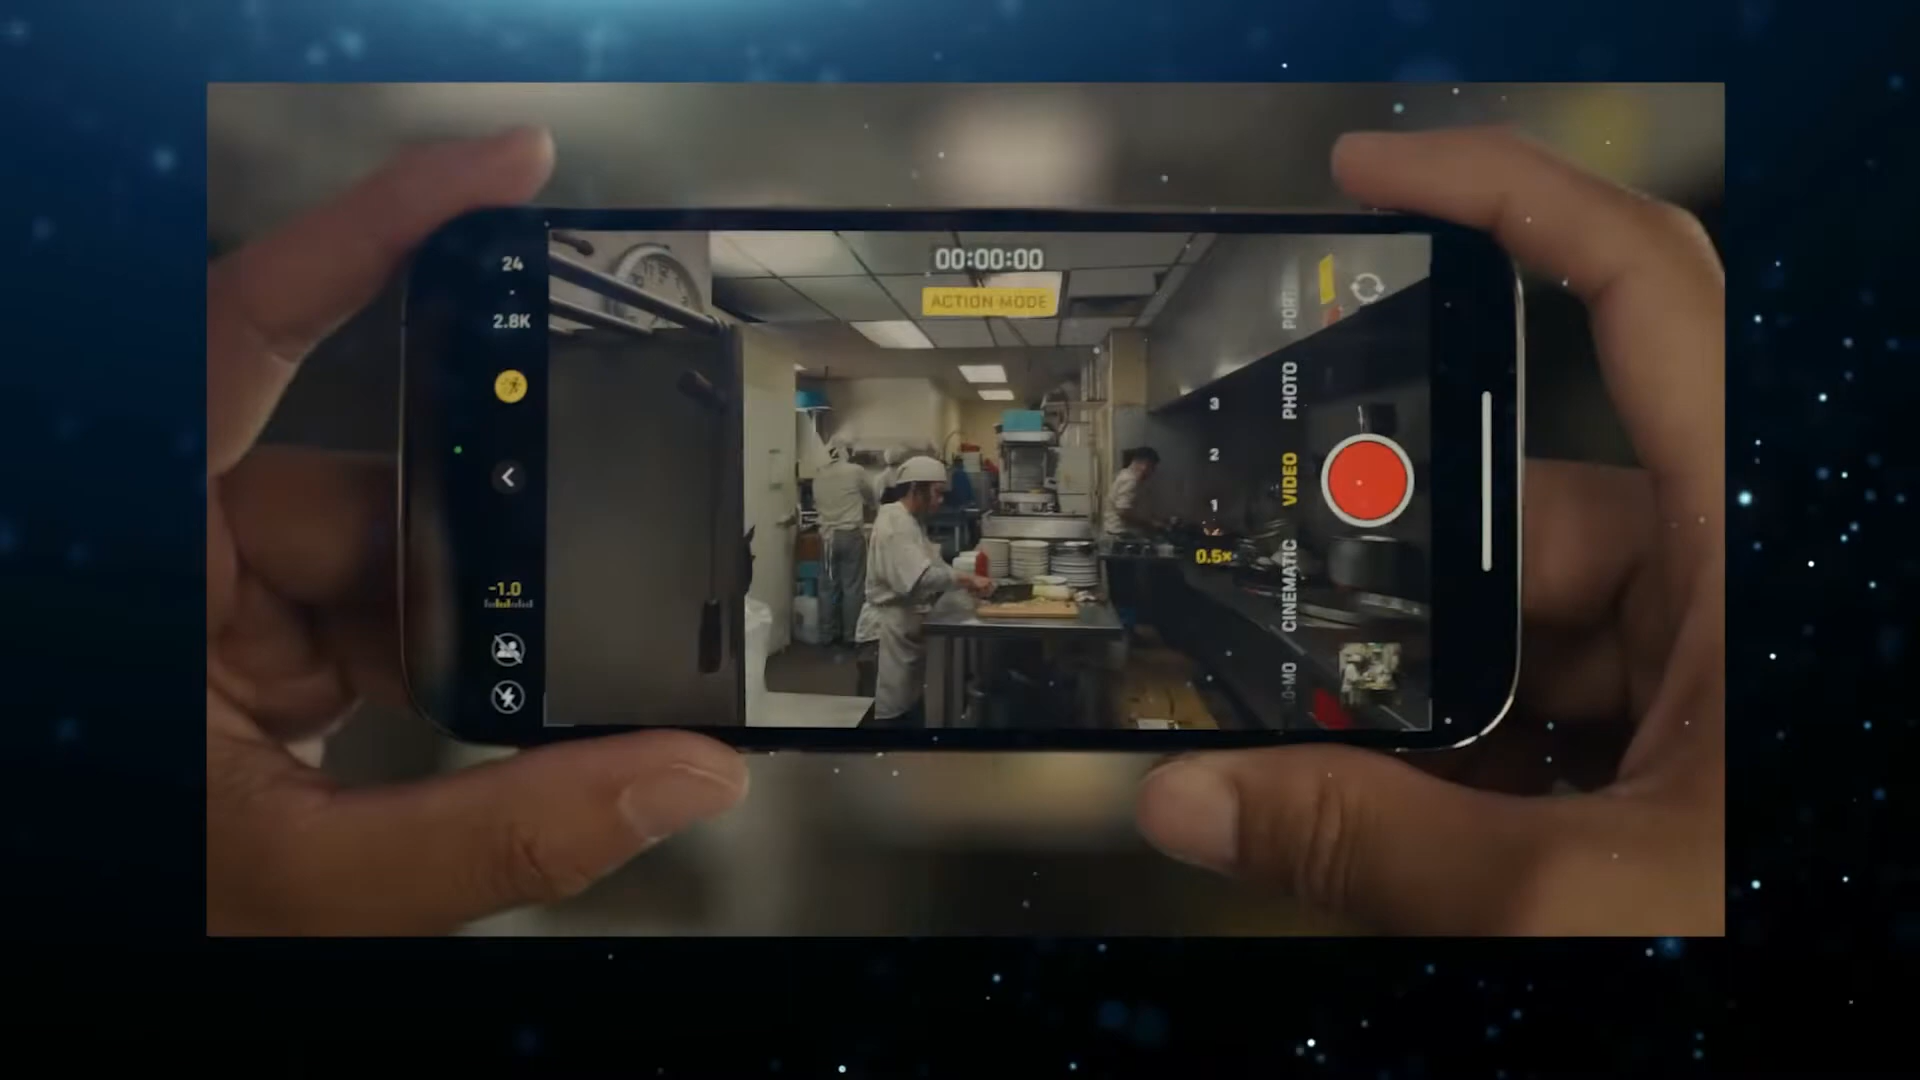 24
2.8K
-1.0
00:00:00
ACTION MODE
3
2
1
0.5×
PHOTO
VIDEO
CINEMATIC